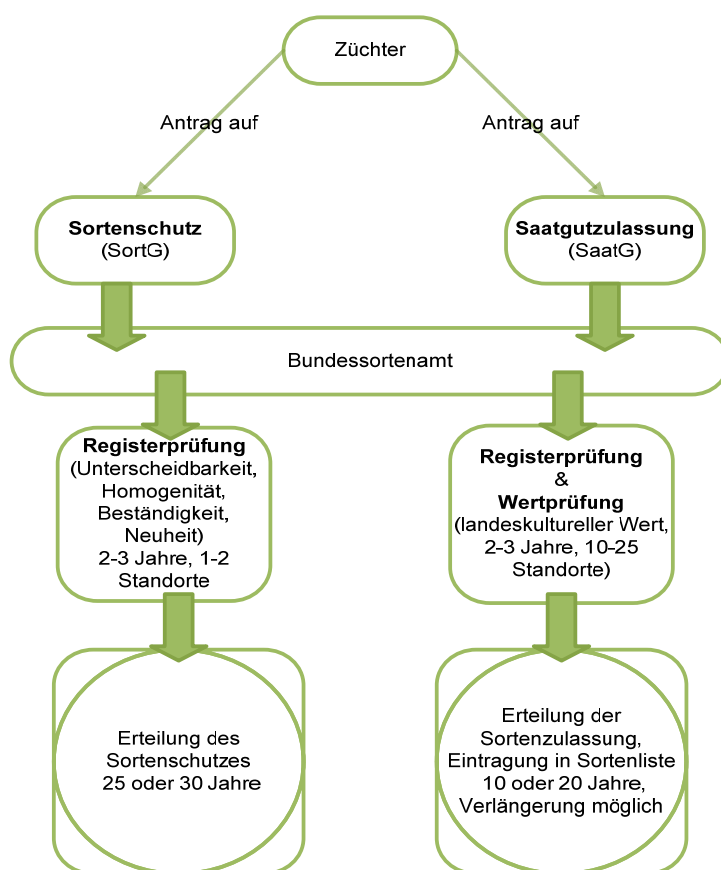 Züchter
Antrag auf
Antrag auf
Sortenschutz
(SortG)
Saatgutzulassung
(SaatG)
Bundessortenamt
Registerprüfung
(Unterscheidbarkeit,
Homogenität,
Beständigkeit,
Neuheit)
2-3 Jahre, 1-2
Standorte
Registerprüfung
&
Wertprüfung
(landeskultureller Wert,
2-3 Jahre, 10-25
Standorte)
Erteilung des
Sortenschutzes
25 oder 30 Jahre
Erteilung der
Sortenzulassung,
Eintragung in Sortenliste
10 oder 20 Jahre,
Verlängerung möglich